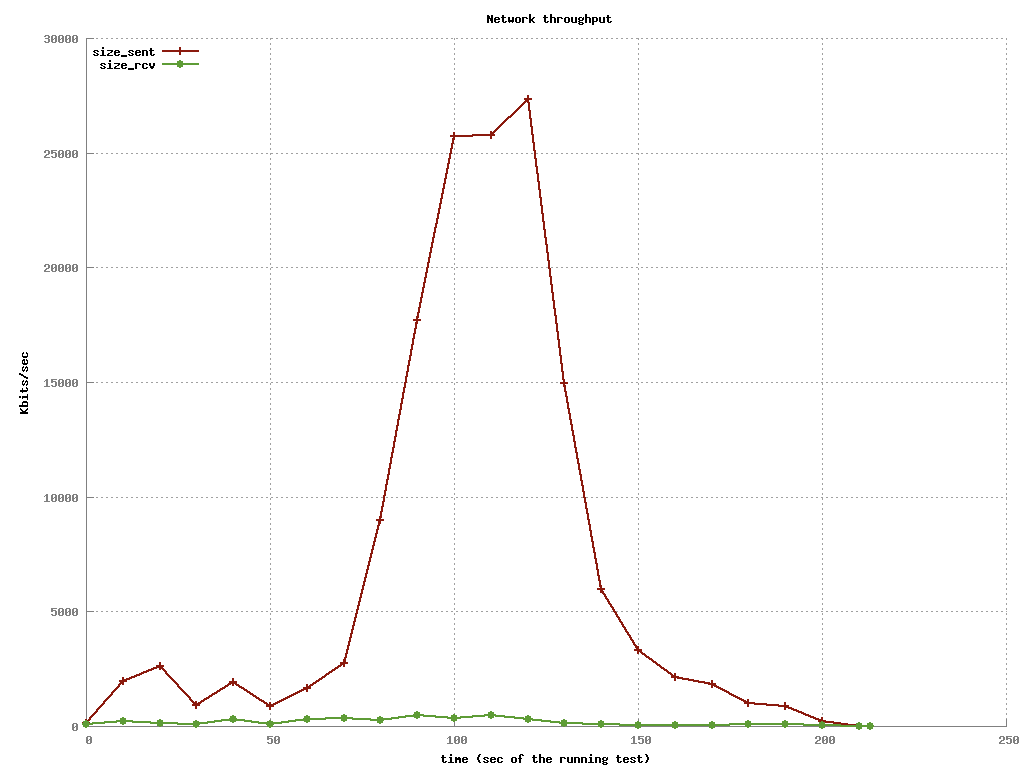 Network throughput
30000
size_sent
size_rcv
25000
20000
Kbits/sec
15000
10000
5000
0
0 50 100 150 200 250
time (sec of the running test)